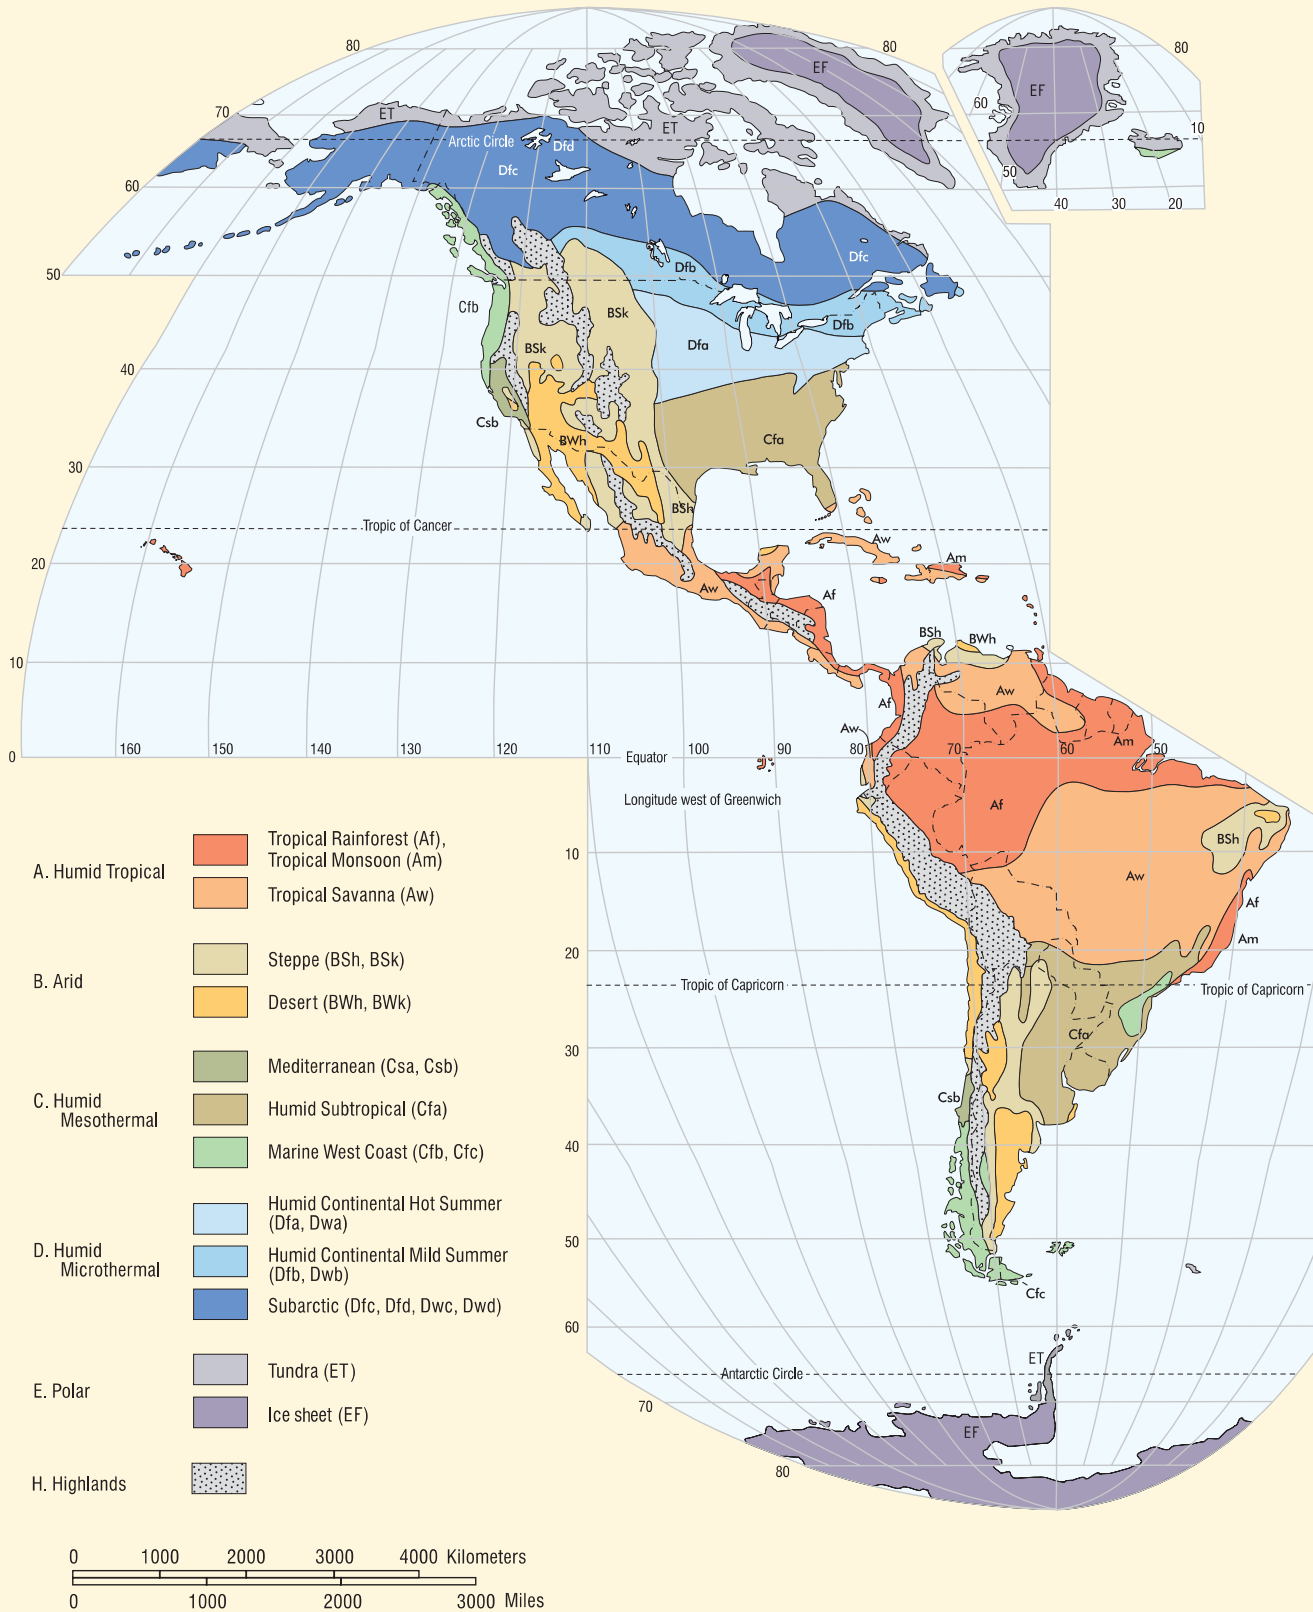 80
80
EF
70
ET
ET
Arctic Circle
Dfd
Dfc
60
Dfc
50
Dfb
Cfb
BSk
Dfb
BSk
Dfa
40
Csb
BWh
Cfa
30
BSh
Tropic of Cancer
Aw
20
Am
Aw
Af
BSh
BWh
10
Aw
Af
Aw
Am
0
160
150
140
130
120
110
100
90
80
70
60
50
Equator
Longitude west of Greenwich
Af
BSh
10
Aw
Af
Am
20
Tropic of Capricorn
Tropic of Capricorn
Cfa
30
Csb
40
50
Cfc
60
ET
Antarctic Circle
70
EF
80
80
EF
60
10
50
40
30
20
A. Humid Tropical
Tropical Rainforest (Af),
Tropical Monsoon (Am)
Tropical Savanna (Aw)
B. Arid
Steppe (BSh, BSk)
Desert (BWh, BWk)
C. Humid
Mesothermal
Mediterranean (Csa, Csb)
Humid Subtropical (Cfa)
Marine West Coast (Cfb, Cfc)
D. Humid
Microthermal
Humid Continental Hot Summer
(Dfa, Dwa)
Humid Continental Mild Summer
(Dfb, Dwb)
Subarctic (Dfc, Dfd, Dwc, Dwd)
E. Polar
Tundra (ET)
Ice sheet (EF)
H. Highlands
0 1000 2000 3000 4000 Kilometers
0 1000 2000 3000 Miles